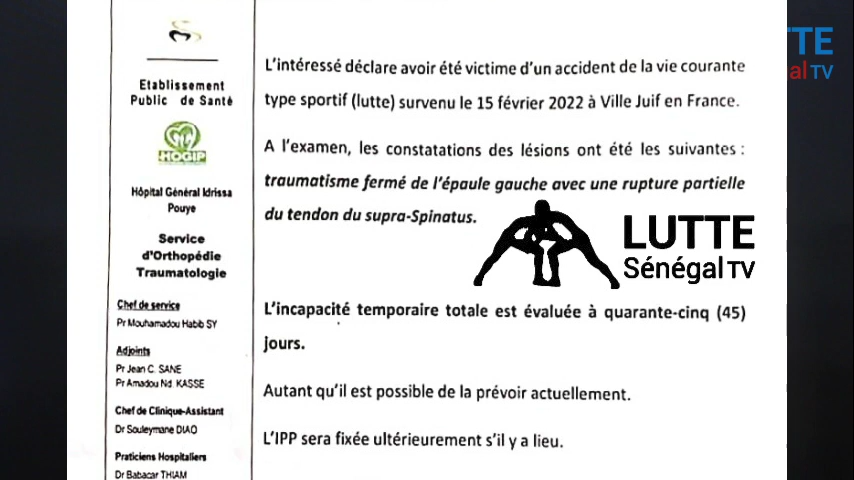 Etablissement
Public de Santé
HOGIP
Hôpital Général Idrissa
Pouye
Service
d'Orthopédie
Traumatologie
Chef de service
Pr Mouhamadou Habib SY
Adjoints
Pr Jean C. SANE
Pr Amadou Nd. KASSE
Chef de Clinique-Assistant
Dr Souleymane DIAO
Praticiens Hospitaliers
Dr Babacar THIAM
L'intéressé déclare avoir été victime d'un accident de la vie courante
type sportif (lutte) survenu le 15 février 2022 à Ville Juif en France.
A l'examen, les constatations des lésions ont été les suivantes :
traumatisme fermé de l'épaule gauche avec une rupture partielle
du tendon du supra-Spinatus.
L'incapacité temporaire totale est évaluée à quarante-cinq (45)
jours.
Autant qu'il est possible de la prévoir actuellement.
L'IPP sera fixée ultérieurement s'il y a lieu.
LUTTE
Sénégal TV
TTE
al TV